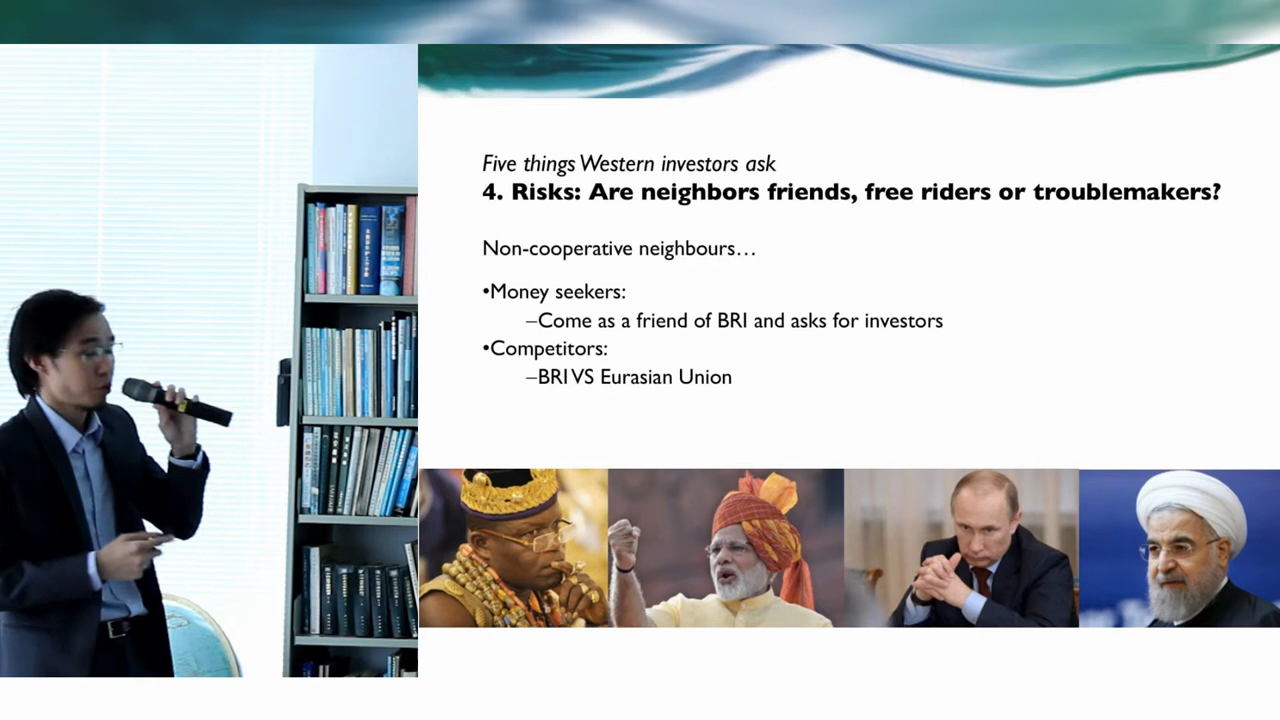 Five things Western investors ask
4. Risks: Are neighbors friends, free riders or troublemakers?
Non-cooperative neighbours…
•Money seekers:
–Come as a friend of BRI and asks for investors
•Competitors:
–BRI VS Eurasian Union